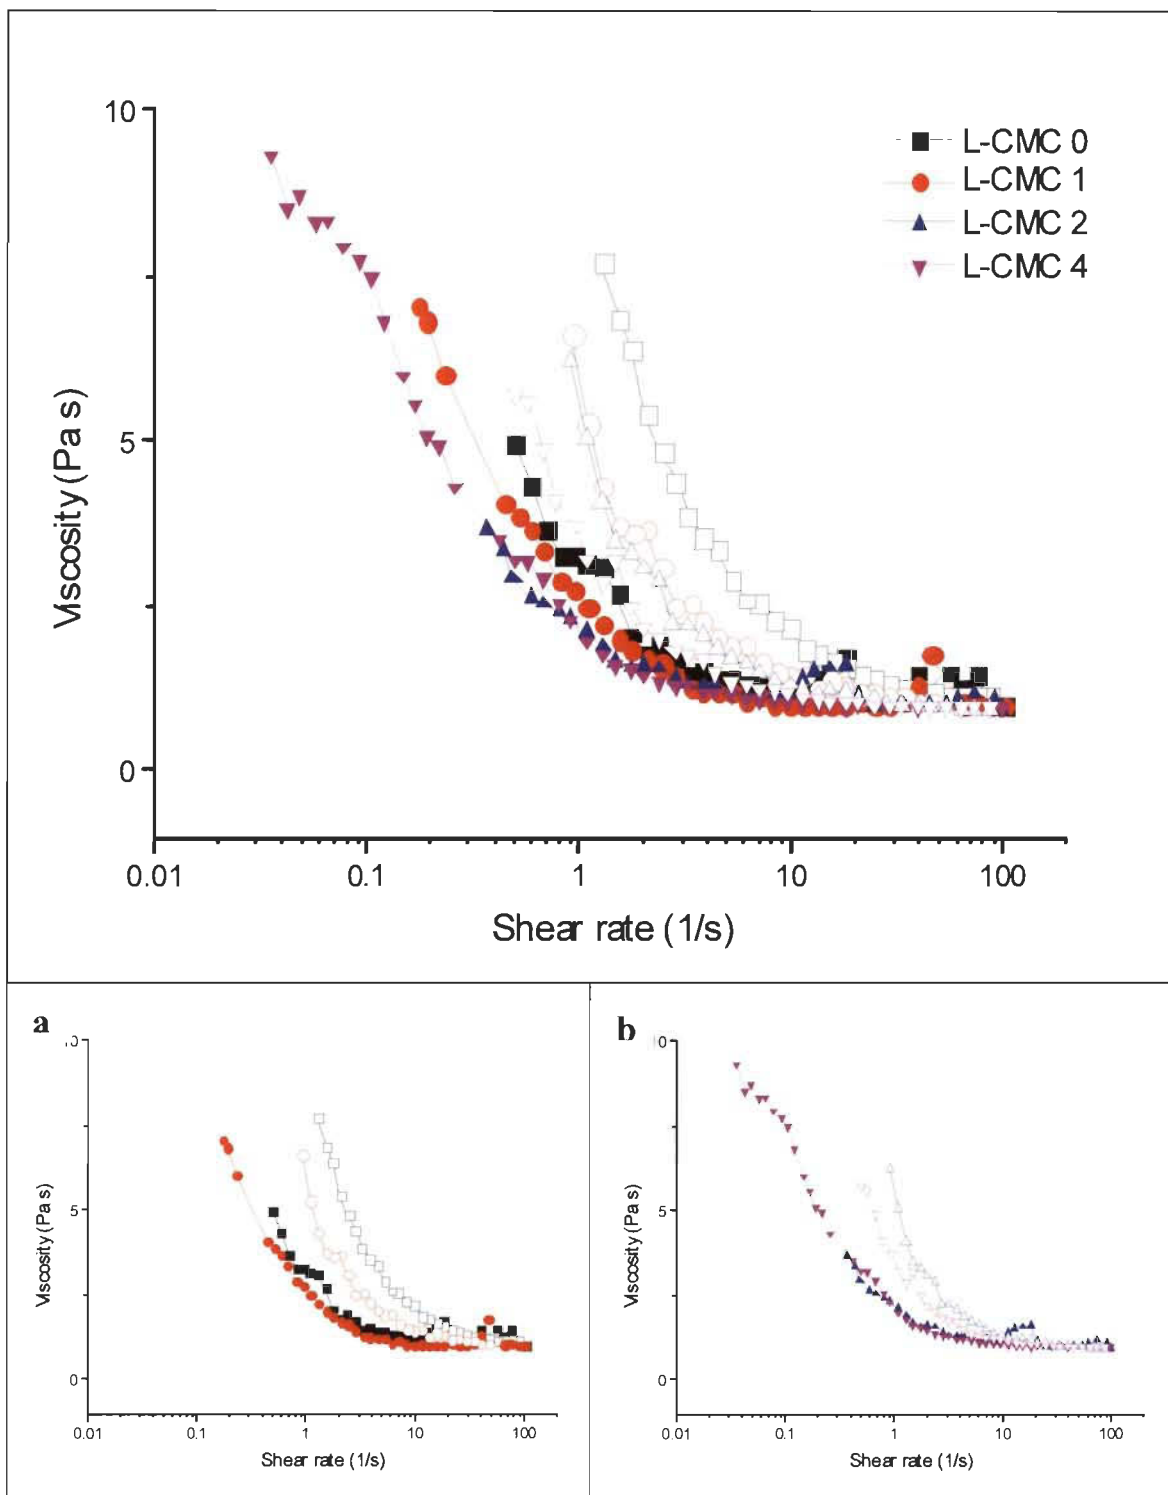 10
L-CMC 0
L-CMC 1
L-CMC 2
L-CMC 4
Viscosity (Pa s)
5
0
0.01 0.1 1 10 100
Shear rate (1/s)
a
10
Viscosity (Pa s)
5
0
0.01 0.1 1 10 100
Shear rate (1/s)
b
10
Viscosity (Pa s)
5
0
0.01 0.1 1 10 100
Shear rate (1/s)